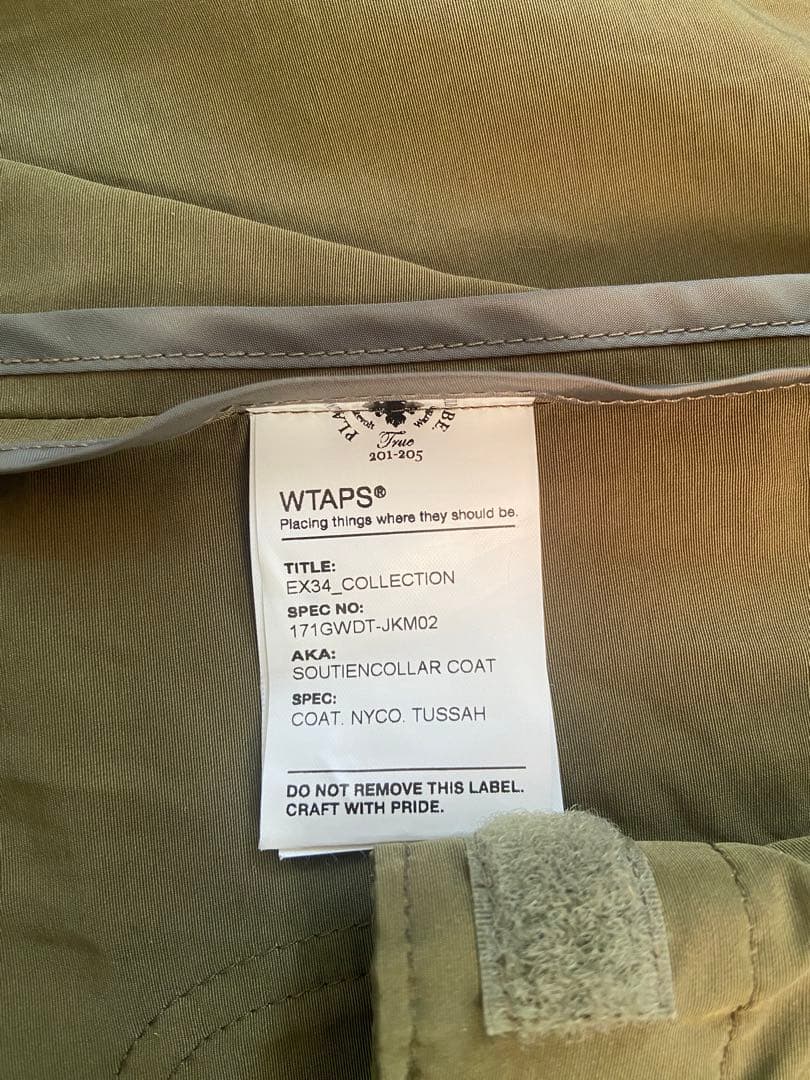 True
201-205
WTAPS®
Placing things where they should be.
TITLE:
EX34_COLLECTION
SPEC NO:
171GWDT-JKM02
AKA:
SOUTIENCOLLAR COAT
SPEC:
COAT. NYCO. TUSSAH
DO NOT REMOVE THIS LABEL.
CRAFT WITH PRIDE.